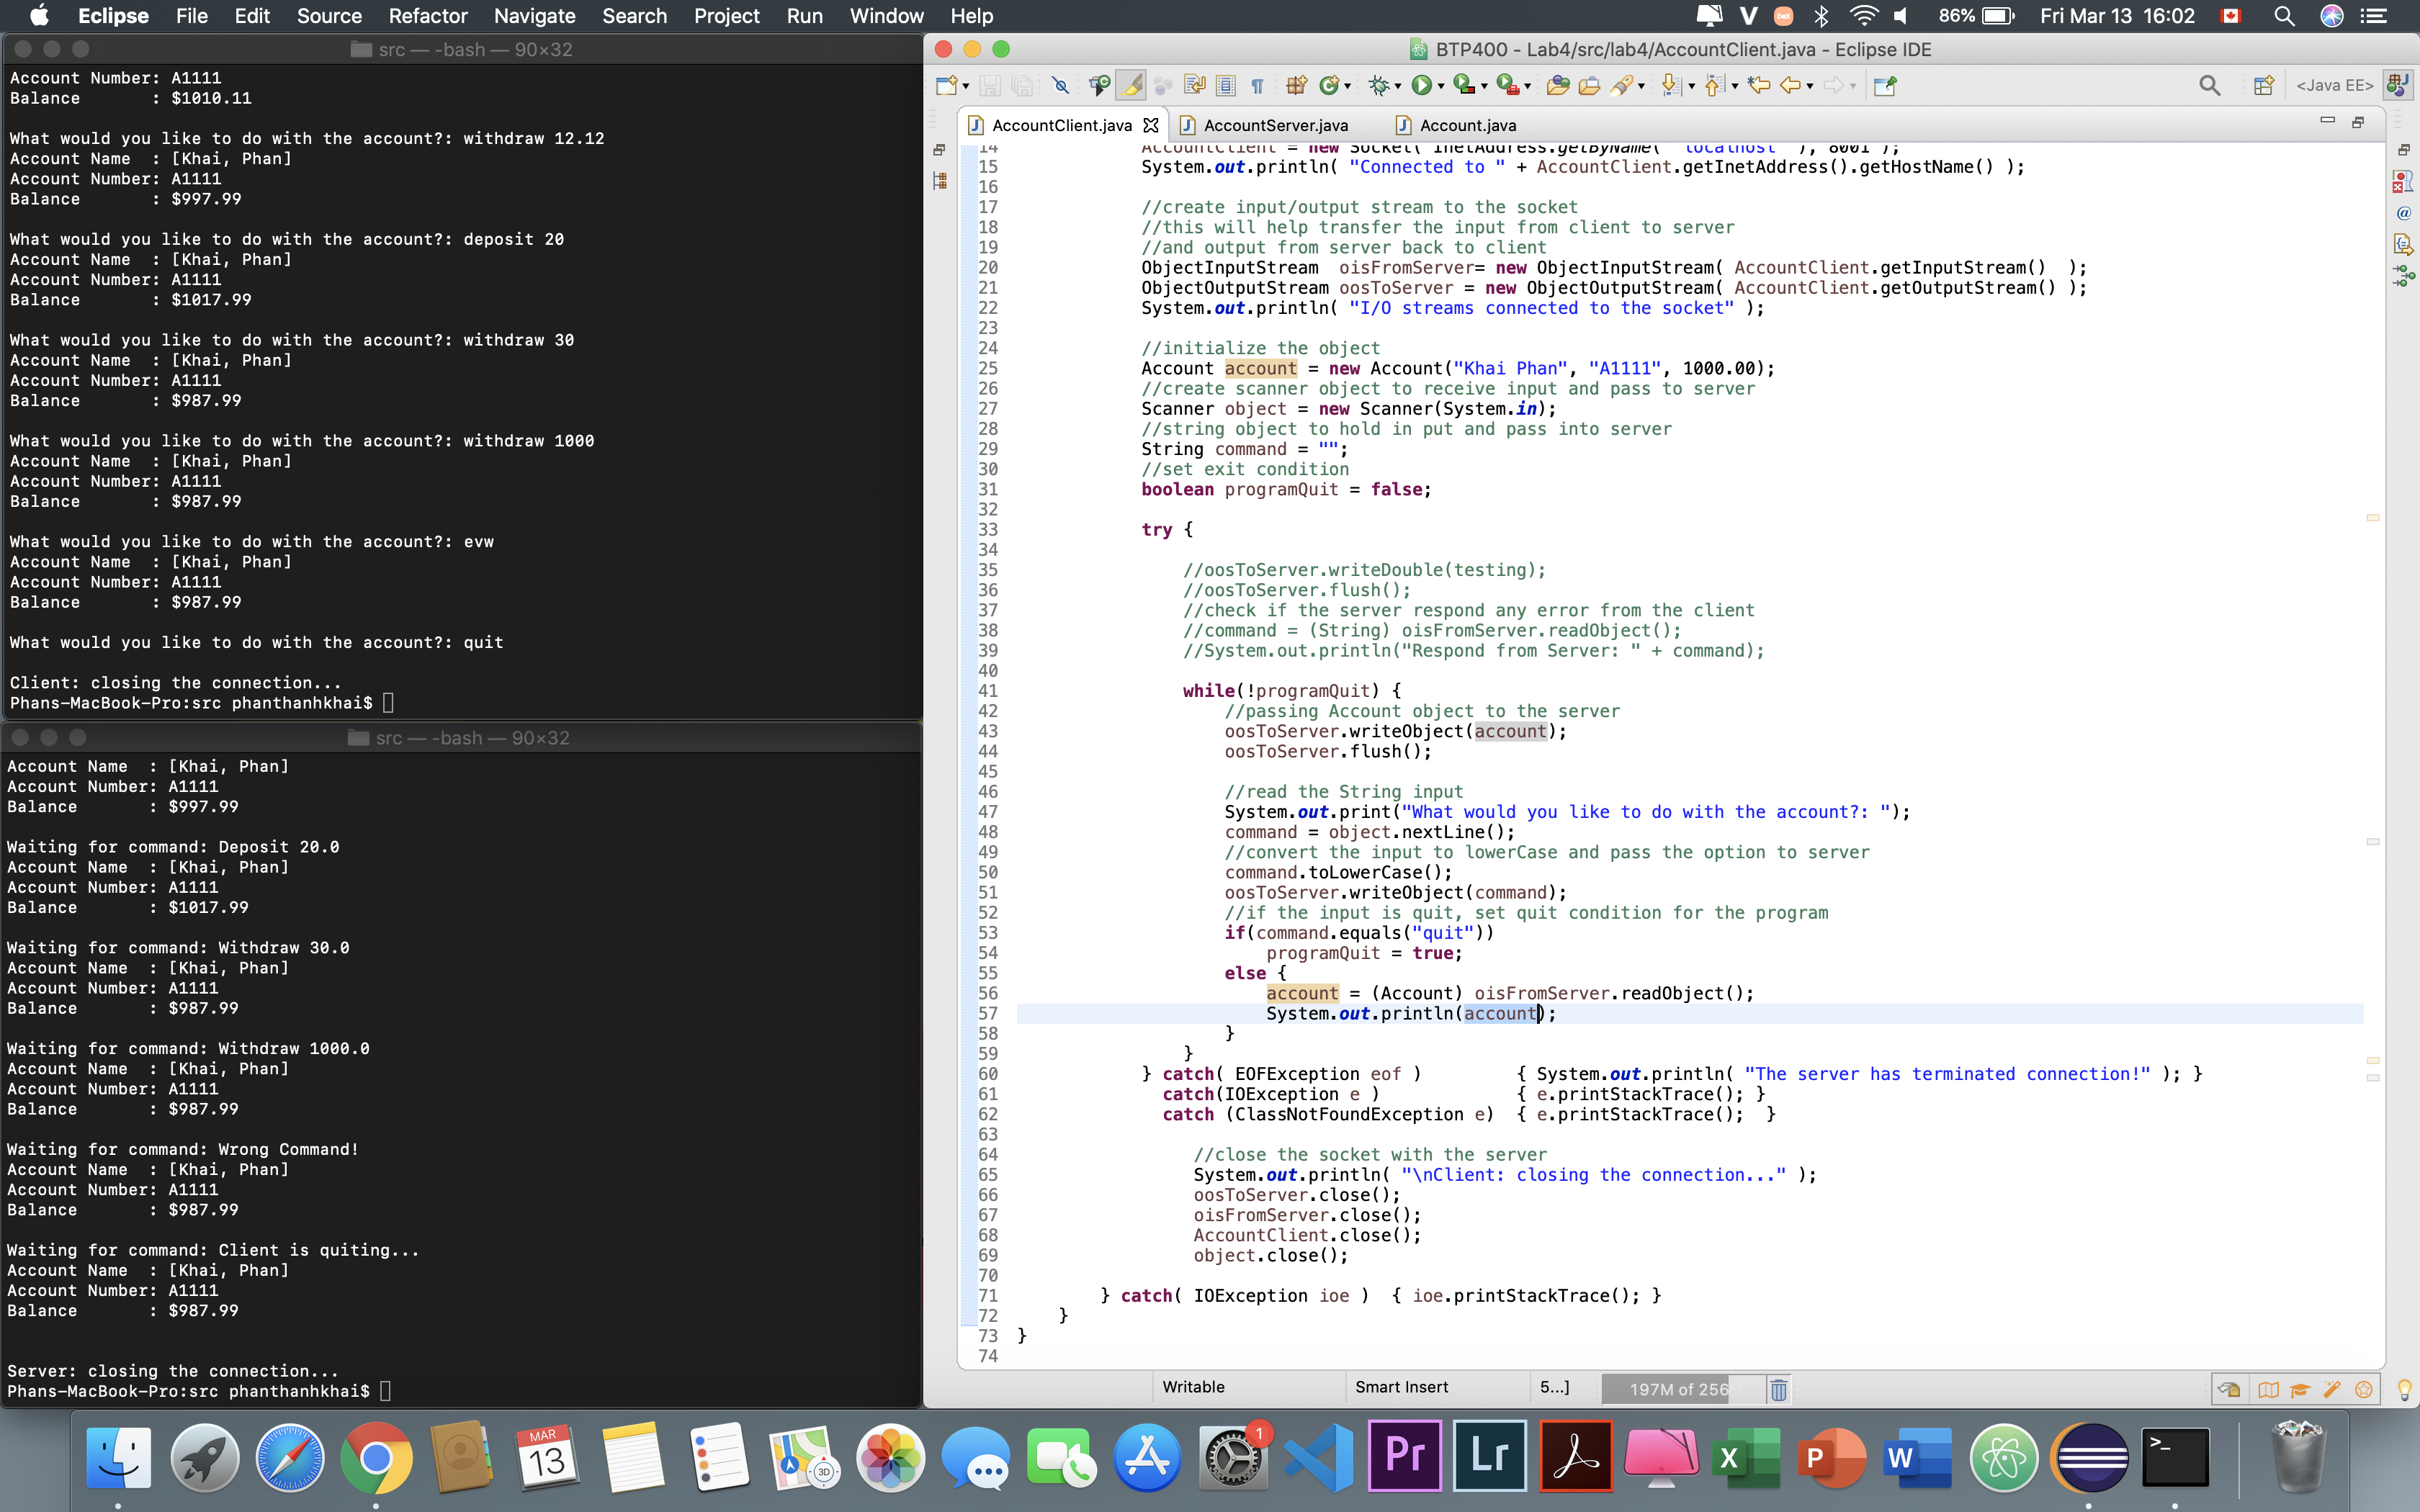 Eclipse File Edit Source Refactor Navigate Search Project Run Window Help
86% Fri Mar 13 16:02
src — -bash — 90×32
Account Number: A1111
Balance : $1010.11
What would you like to do with the account?: withdraw 12.12
Account Name : [Khai, Phan]
Account Number: A1111
Balance : $997.99
What would you like to do with the account?: deposit 20
Account Name : [Khai, Phan]
Account Number: A1111
Balance : $1017.99
What would you like to do with the account?: withdraw 30
Account Name : [Khai, Phan]
Account Number: A1111
Balance : $987.99
What would you like to do with the account?: withdraw 1000
Account Name : [Khai, Phan]
Account Number: A1111
Balance : $987.99
What would you like to do with the account?: evw
Account Name : [Khai, Phan]
Account Number: A1111
Balance : $987.99
What would you like to do with the account?: quit
Client: closing the connection...
Phans-MacBook-Pro:src phanthanhkhai$
src — -bash — 90×32
Account Name : [Khai, Phan]
Account Number: A1111
Balance : $997.99
Waiting for command: Deposit 20.0
Account Name : [Khai, Phan]
Account Number: A1111
Balance : $1017.99
Waiting for command: Withdraw 30.0
Account Name : [Khai, Phan]
Account Number: A1111
Balance : $987.99
Waiting for command: Withdraw 1000.0
Account Name : [Khai, Phan]
Account Number: A1111
Balance : $987.99
Waiting for command: Wrong Command!
Account Name : [Khai, Phan]
Account Number: A1111
Balance : $987.99
Waiting for command: Client is quiting...
Account Name : [Khai, Phan]
Account Number: A1111
Balance : $987.99
Server: closing the connection...
Phans-MacBook-Pro:src phanthanhkhai$
BTP400 - Lab4/src/lab4/AccountClient.java - Eclipse IDE
<Java EE>
AccountClient.java AccountServer.java Account.java
14 AccountClient = new Socket( InetAddress.getByName( "localhost" ), 8001 );
15 System.out.println( "Connected to " + AccountClient.getInetAddress().getHostName() );
16
17 //create input/output stream to the socket
18 //this will help transfer the input from client to server
19 //and output from server back to client
20 ObjectInputStream oisFromServer= new ObjectInputStream( AccountClient.getInputStream() );
21 ObjectOutputStream oosToServer = new ObjectOutputStream( AccountClient.getOutputStream() );
22 System.out.println( "I/O streams connected to the socket" );
23
24 //initialize the object
25 Account account = new Account("Khai Phan", "A1111", 1000.00);
26 //create scanner object to receive input and pass to server
27 Scanner object = new Scanner(System.in);
28 //string object to hold in put and pass into server
29 String command = "";
30 //set exit condition
31 boolean programQuit = false;
32
33 try {
34
35 //oosToServer.writeDouble(testing);
36 //oosToServer.flush();
37 //check if the server respond any error from the client
38 //command = (String) oisFromServer.readObject();
39 //System.out.println("Respond from Server: " + command);
40
41 while(!programQuit) {
42 //passing Account object to the server
43 oosToServer.writeObject(account);
44 oosToServer.flush();
45
46 //read the String input
47 System.out.print("What would you like to do with the account?: ");
48 command = object.nextLine();
49 //convert the input to lowerCase and pass the option to server
50 command.toLowerCase();
51 oosToServer.writeObject(command);
52 //if the input is quit, set quit condition for the program
53 if(command.equals("quit"))
54 programQuit = true;
55 else {
56 account = (Account) oisFromServer.readObject();
57 System.out.println(account);
58 }
59 }
60 } catch( EOFException eof ) { System.out.println( "The server has terminated connection!" ); }
61 catch(IOException e ) { e.printStackTrace(); }
62 catch (ClassNotFoundException e) { e.printStackTrace(); }
63
64 //close the socket with the server
65 System.out.println( "\nClient: closing the connection..." );
66 oosToServer.close();
67 oisFromServer.close();
68 AccountClient.close();
69 object.close();
70
71 } catch( IOException ioe ) { ioe.printStackTrace(); }
72 }
73 }
74
Writable Smart Insert 5...] 197M of 256
MAR
13
3D
1
Pr Lr X P W >_